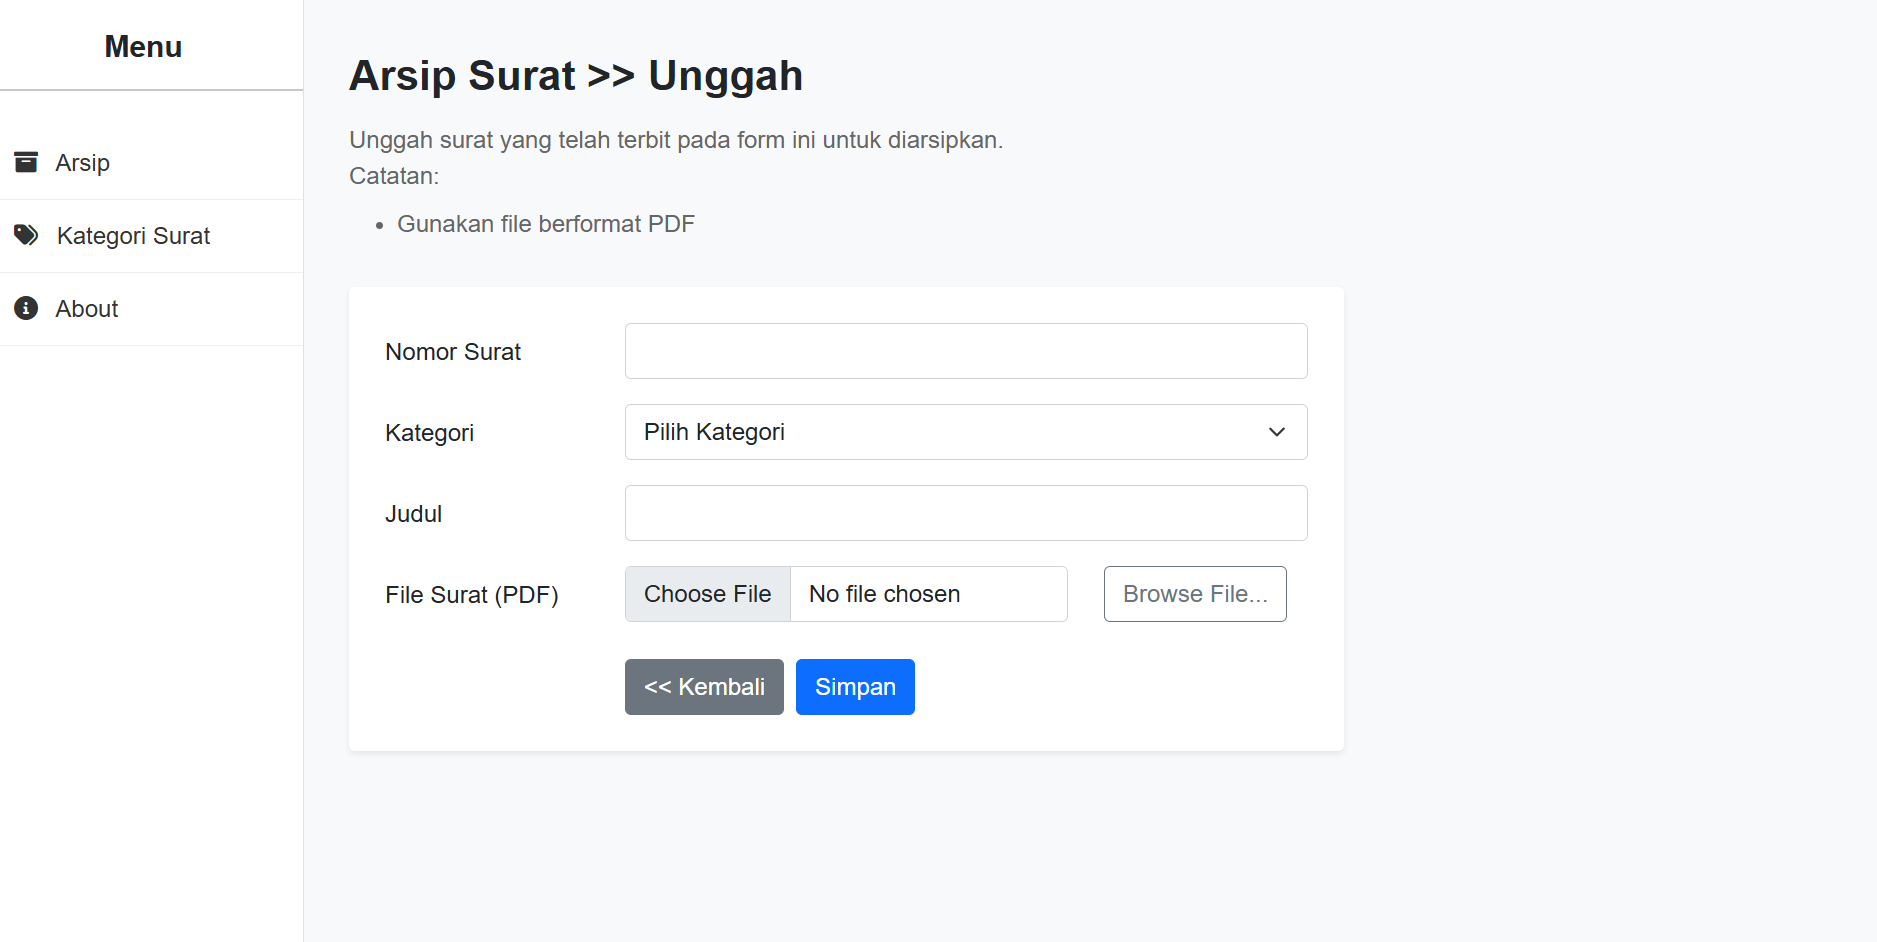 Menu
Arsip
Kategori Surat
About
Arsip Surat >> Unggah
Unggah surat yang telah terbit pada form ini untuk diarsipkan.
Catatan:
• Gunakan file berformat PDF
Nomor Surat
Kategori
Pilih Kategori
Judul
File Surat (PDF)
Choose File No file chosen
Browse File...
<< Kembali
Simpan